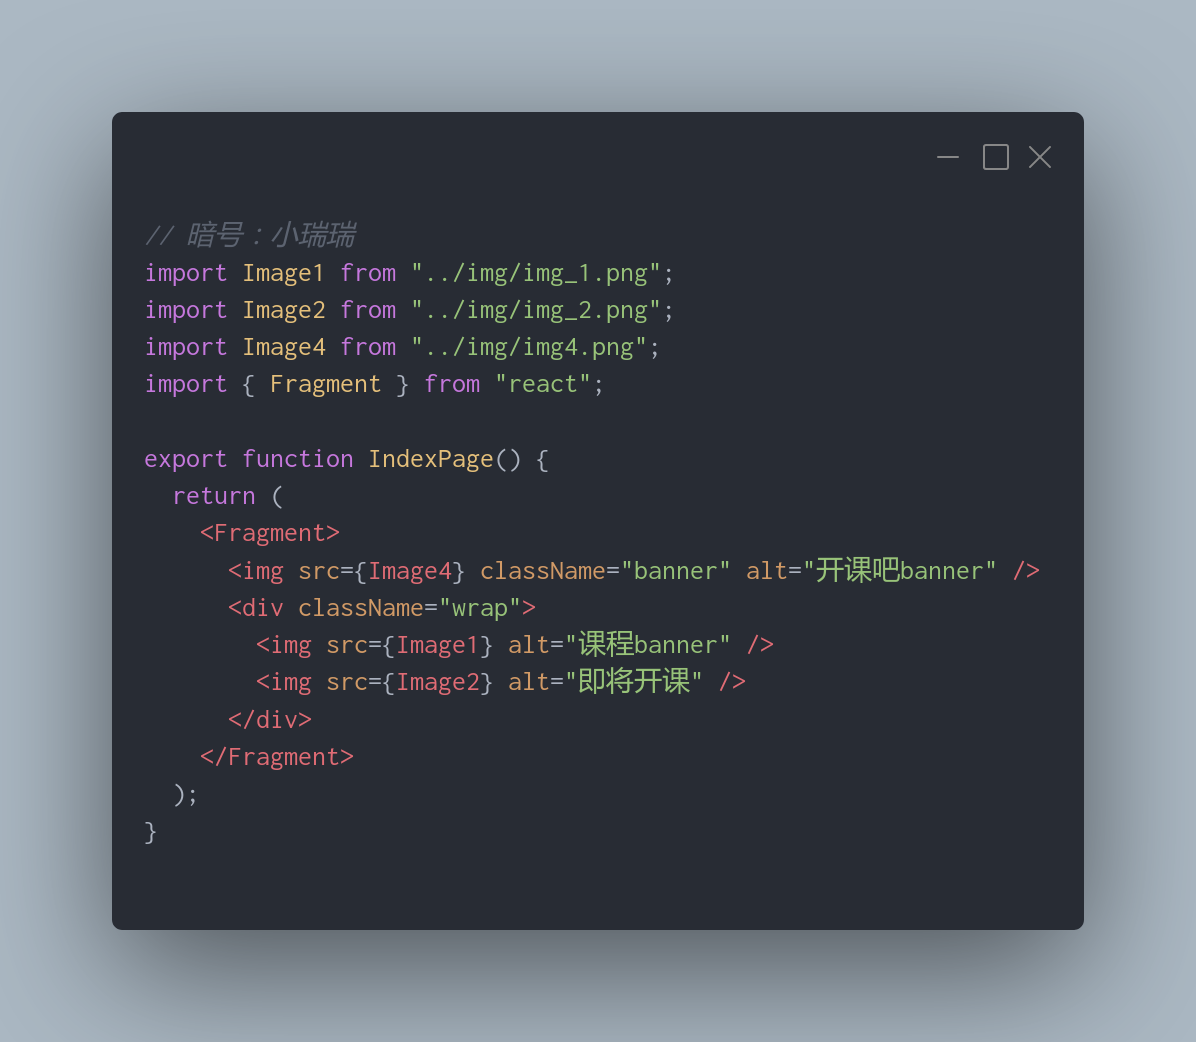 // 暗号：小瑞瑞
import Image1 from "../img/img_1.png";
import Image2 from "../img/img_2.png";
import Image4 from "../img/img4.png";
import { Fragment } from "react";

export function IndexPage() {
  return (
    <Fragment>
      <img src={Image4} className="banner" alt="开课吧banner" />
      <div className="wrap">
        <img src={Image1} alt="课程banner" />
        <img src={Image2} alt="即将开课" />
      </div>
    </Fragment>
  );
}